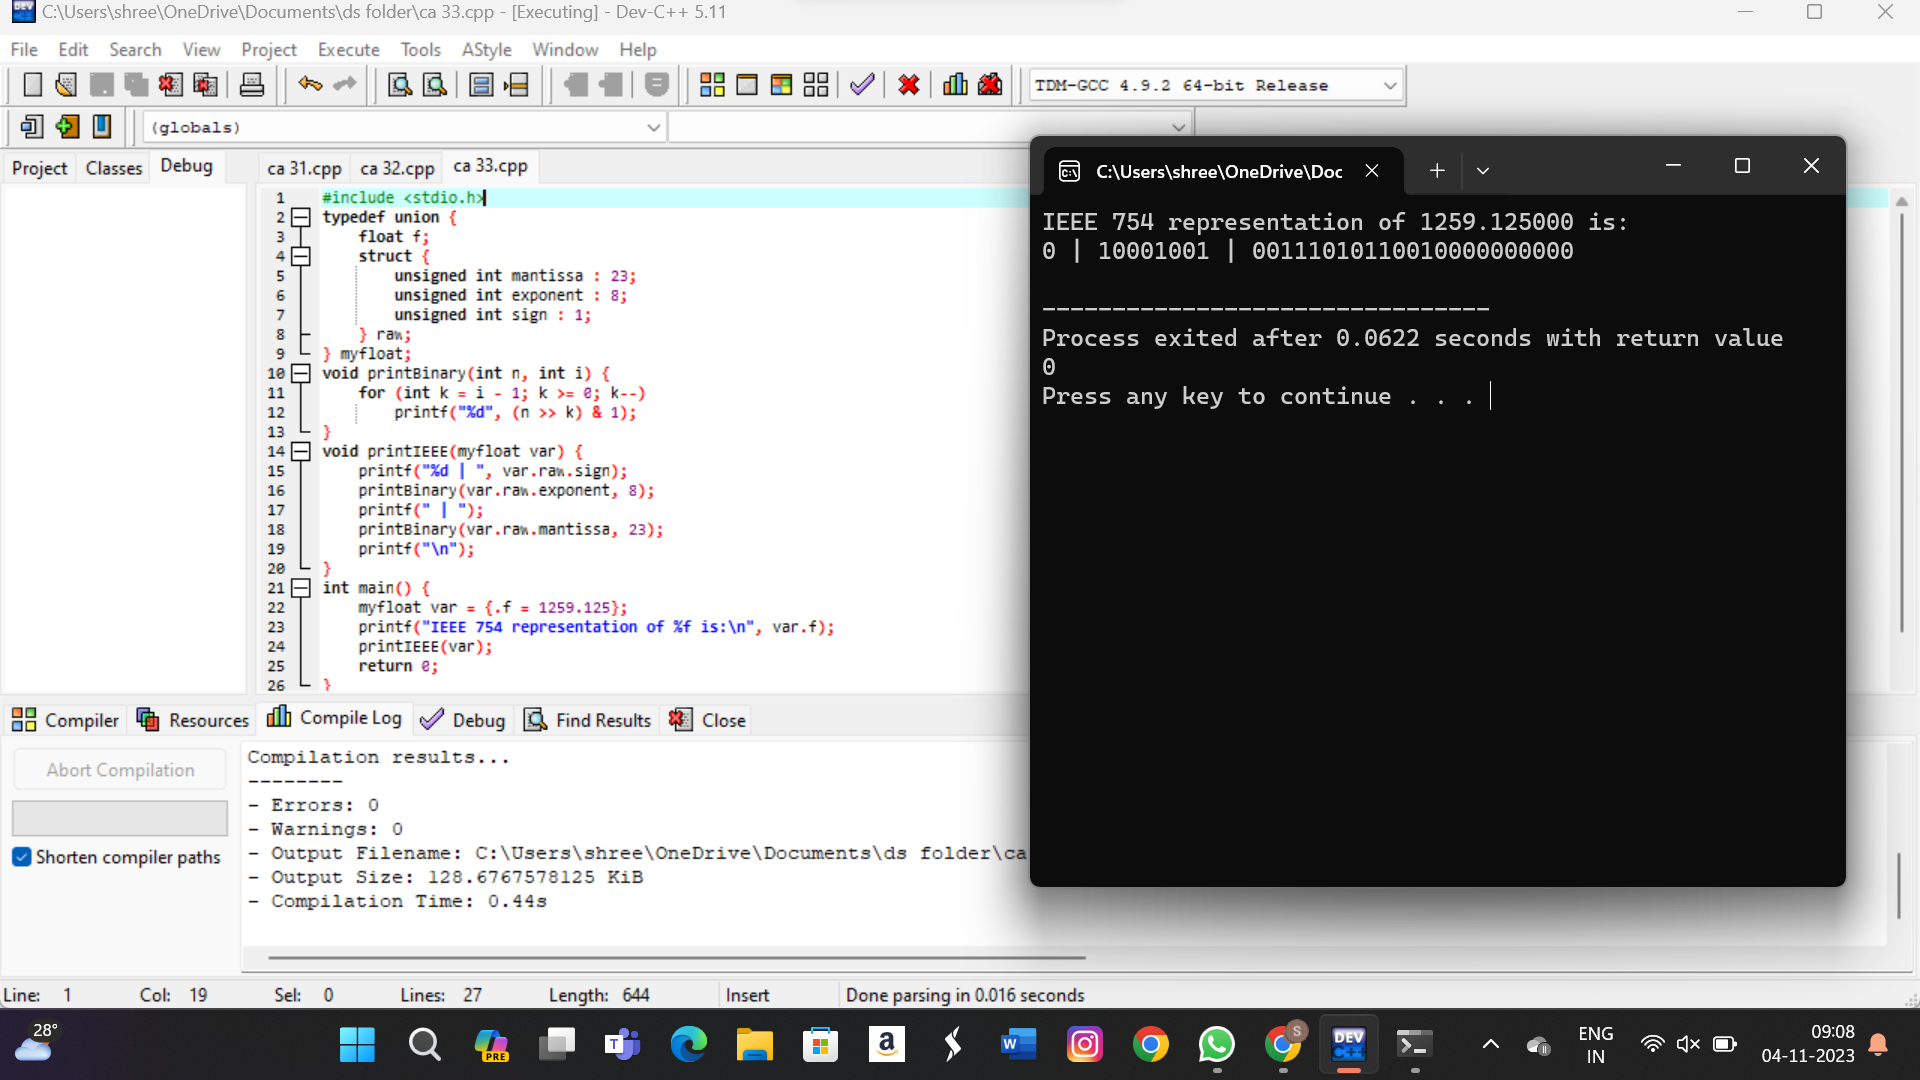 C:\Users\shree\OneDrive\Documents\ds folder\ca 33.cpp - [Executing] - Dev-C++ 5.11
File Edit Search View Project Execute Tools AStyle Window Help
TDM-GCC 4.9.2 64-bit Release
(globals)
Project Classes Debug
ca 31.cpp ca 32.cpp ca 33.cpp
1 #include <stdio.h>
2 typedef union {
3 float f;
4 struct {
5 unsigned int mantissa : 23;
6 unsigned int exponent : 8;
7 unsigned int sign : 1;
8 } raw;
9 } myfloat;
10 void printBinary(int n, int i) {
11 for (int k = i - 1; k >= 0; k--)
12 printf("%d", (n >> k) & 1);
13 }
14 void printIEEE(myfloat var) {
15 printf("%d | ", var.raw.sign);
16 printBinary(var.raw.exponent, 8);
17 printf(" | ");
18 printBinary(var.raw.mantissa, 23);
19 printf("\n");
20 }
21 int main() {
22 myfloat var = {.f = 1259.125};
23 printf("IEEE 754 representation of %f is:\n", var.f);
24 printIEEE(var);
25 return 0;
26 }
C:\Users\shree\OneDrive\Doc
IEEE 754 representation of 1259.125000 is:
0 | 10001001 | 00111010110010000000000
--------------------------------
Process exited after 0.0622 seconds with return value
0
Press any key to continue . . .
Compiler Resources Compile Log Debug Find Results Close
Abort Compilation
Shorten compiler paths
Compilation results...
--------
- Errors: 0
- Warnings: 0
- Output Filename: C:\Users\shree\OneDrive\Documents\ds folder\ca
- Output Size: 128.6767578125 KiB
- Compilation Time: 0.44s
Line: 1 Col: 19 Sel: 0 Lines: 27 Length: 644 Insert Done parsing in 0.016 seconds
28°
PRE
DEV C++
S
ENG
IN
09:08
04-11-2023